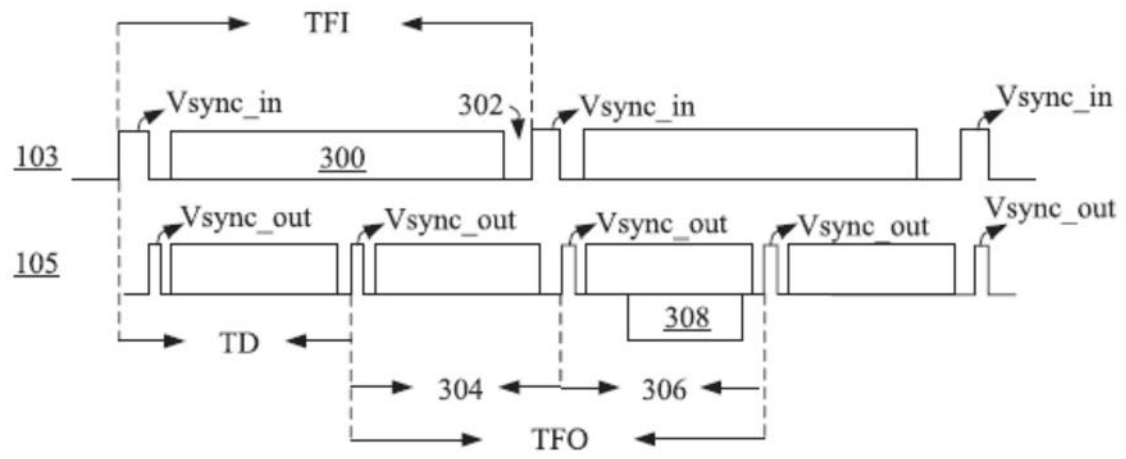 TFI
Vsync_in 302 Vsync_in Vsync_in
103 300
Vsync_out Vsync_out Vsync_out Vsync_out Vsync_out
105
308
TD
304 306
TFO